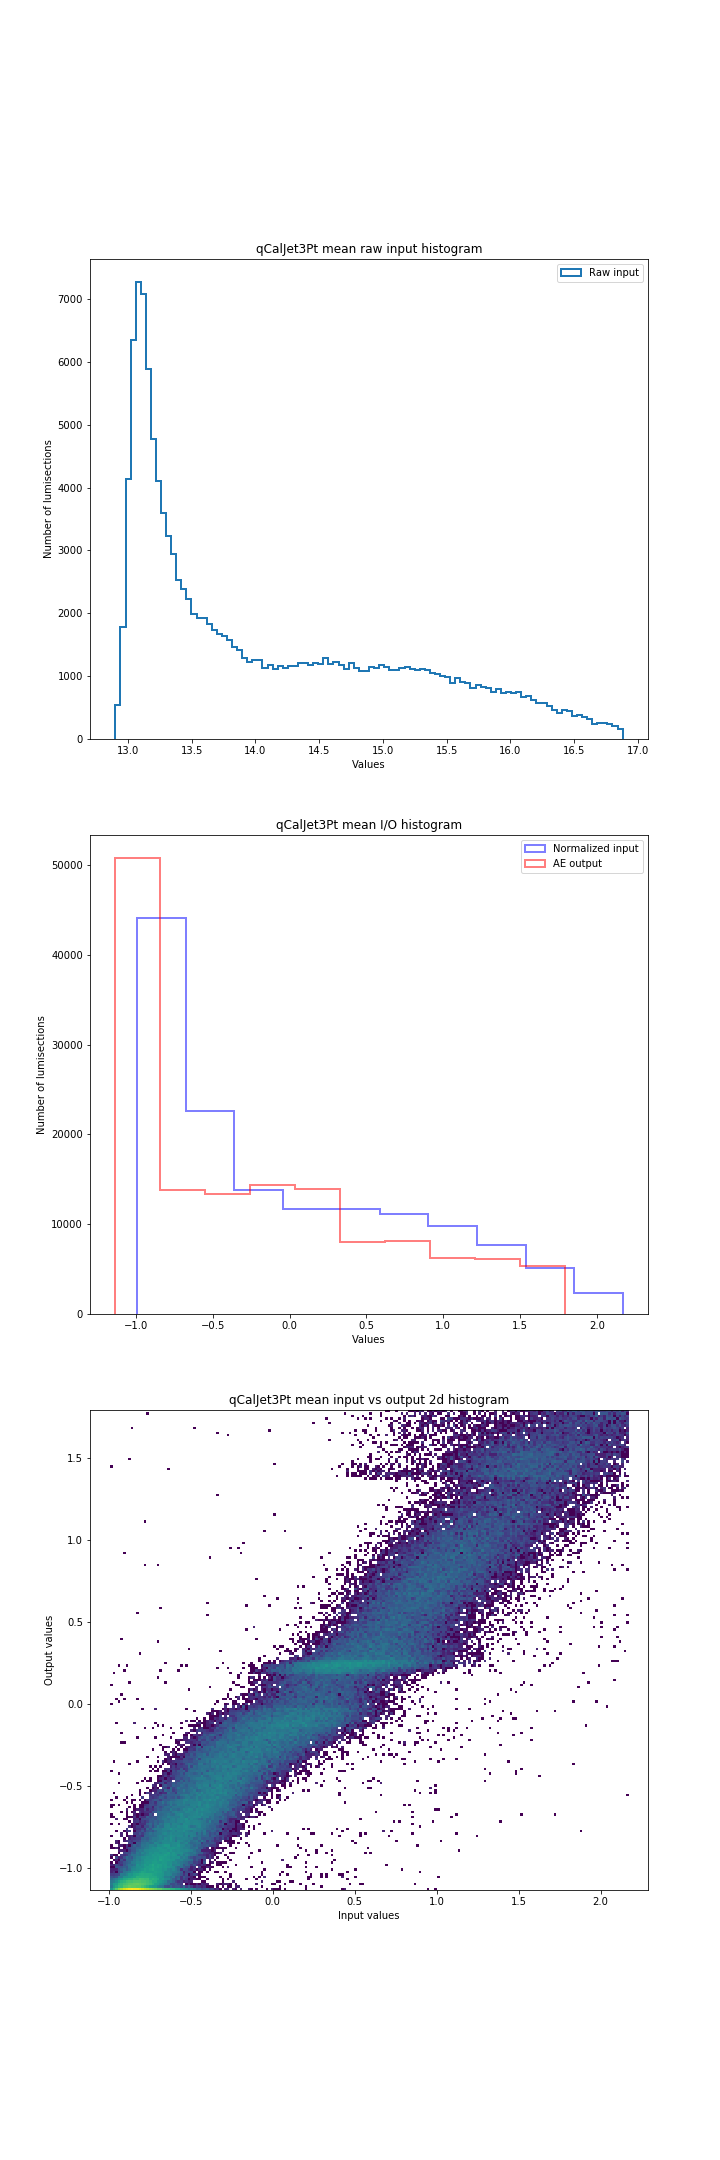 qCalJet3Pt mean raw input histogram
Raw input
7000
6000
5000
4000
3000
2000
1000
0
Number of lumisections
13.0 13.5 14.0 14.5 15.0 15.5 16.0 16.5 17.0
Values
qCalJet3Pt mean I/O histogram
Normalized input
AE output
50000
40000
30000
20000
10000
0
Number of lumisections
−1.0 −0.5 0.0 0.5 1.0 1.5 2.0
Values
qCalJet3Pt mean input vs output 2d histogram
1.5
1.0
0.5
0.0
−0.5
−1.0
Output values
−1.0 −0.5 0.0 0.5 1.0 1.5 2.0
Input values